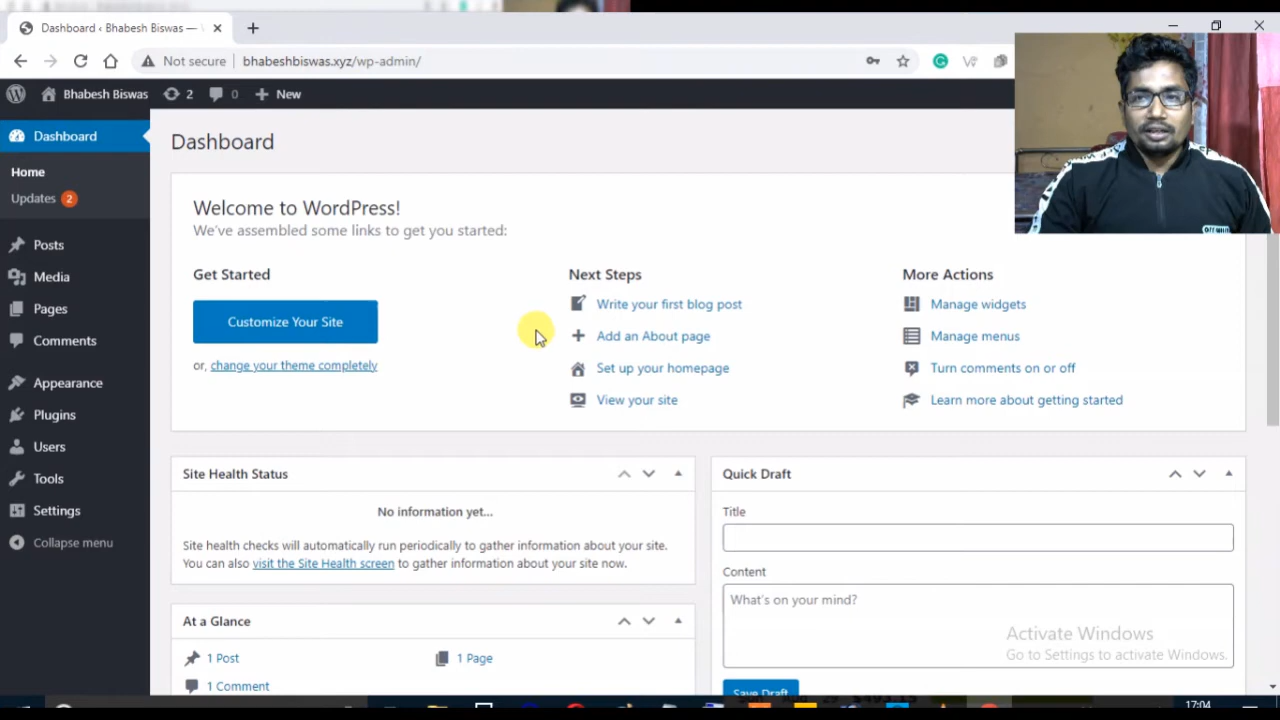 Dashboard ‹ Bhabesh Biswas —
Not secure
bhabeshbiswas.xyz/wp-admin/
Bhabesh Biswas
2
0
New
Dashboard
Home
Updates 2
Posts
Media
Pages
Comments
Appearance
Plugins
Users
Tools
Settings
Collapse menu
Dashboard
Welcome to WordPress!
We've assembled some links to get you started:
Get Started
Customize Your Site
or, change your theme completely
Next Steps
Write your first blog post
Add an About page
Set up your homepage
View your site
More Actions
Manage widgets
Manage menus
Turn comments on or off
Learn more about getting started
Site Health Status
No information yet...
Site health checks will automatically run periodically to gather information about your site.
You can also visit the Site Health screen to gather information about your site now.
At a Glance
1 Post
1 Page
1 Comment
Quick Draft
Title
Content
What's on your mind?
Save Draft
Activate Windows
Go to Settings to activate Windows.
17:04